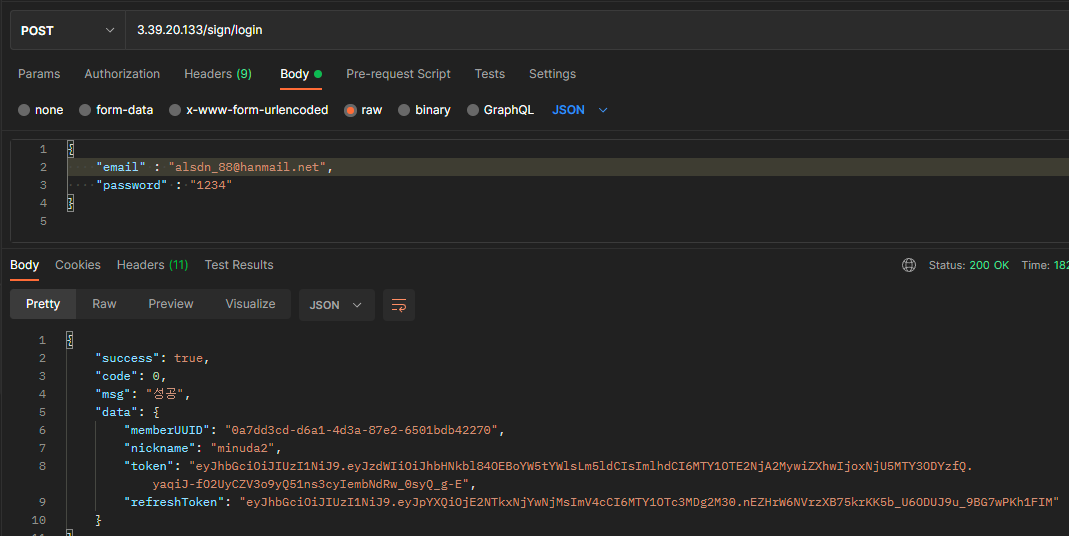 POST 3.39.20.133/sign/login
Params Authorization Headers (9) Body Pre-request Script Tests Settings
none form-data x-www-form-urlencoded raw binary GraphQL JSON
1 {
2 "email" : "alsdn_88@hanmail.net",
3 "password" : "1234"
4 }
5
Body Cookies Headers (11) Test Results Status: 200 OK Time: 182
Pretty Raw Preview Visualize JSON
1 {
2 "success": true,
3 "code": 0,
4 "msg": "성공",
5 "data": {
6 "memberUUID": "0a7dd3cd-d6a1-4d3a-87e2-6501bdb42270",
7 "nickname": "minuda2",
8 "token": "eyJhbGciOiJIUzI1NiJ9.eyJzdWIiOiJhbHNkbl84OEBoYW5tYWlsLm5ldCIsImlhdCI6MTY1OTE2NjA2MywiZXhwIjoxNjU5MTY3ODYzfQ.
yaqiJ-fO2UyCZV3o9yQ51ns3cyIembNdRw_0syQ_g-E",
9 "refreshToken": "eyJhbGciOiJIUzI1NiJ9.eyJpYXQiOjE2NTkxNjYwNjMsImV4cCI6MTY1OTc3MDg2M30.nEZHrW6NVrzXB75krKK5b_U6ODUJ9u_9BG7wPKh1FIM"
10 }